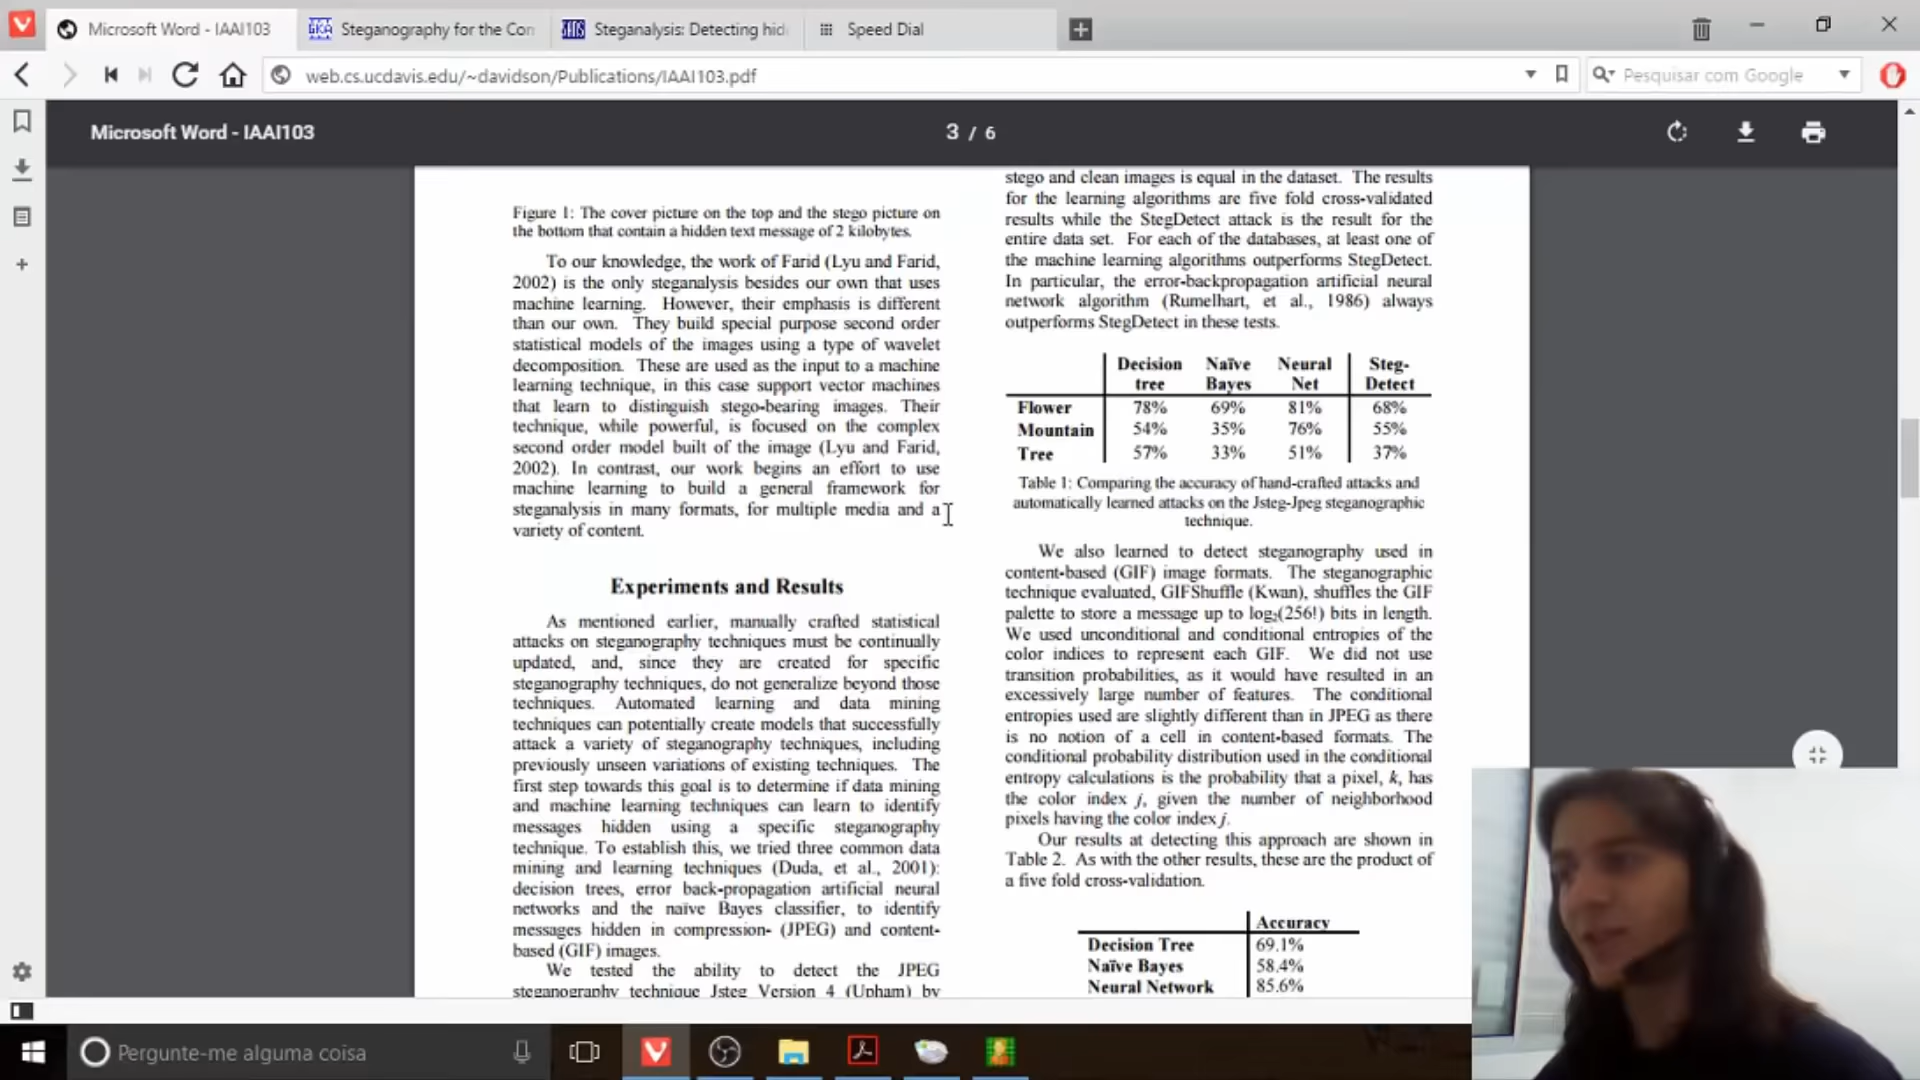 Microsoft Word - IAAI103
Steganography for the Con
Steganalysis: Detecting hid
Speed Dial
web.cs.ucdavis.edu/~davidson/Publications/IAAI103.pdf
Pesquisar com Google
Microsoft Word - IAAI103
3 / 6
Figure 1: The cover picture on the top and the stego picture on
the bottom that contain a hidden text message of 2 kilobytes.
To our knowledge, the work of Farid (Lyu and Farid,
2002) is the only steganalysis besides our own that uses
machine learning. However, their emphasis is different
than our own. They build special purpose second order
statistical models of the images using a type of wavelet
decomposition. These are used as the input to a machine
learning technique, in this case support vector machines
that learn to distinguish stego-bearing images. Their
technique, while powerful, is focused on the complex
second order model built of the image (Lyu and Farid,
2002). In contrast, our work begins an effort to use
machine learning to build a general framework for
steganalysis in many formats, for multiple media and a
variety of content.
Experiments and Results
As mentioned earlier, manually crafted statistical
attacks on steganography techniques must be continually
updated, and, since they are created for specific
steganography techniques, do not generalize beyond those
techniques. Automated learning and data mining
techniques can potentially create models that successfully
attack a variety of steganography techniques, including
previously unseen variations of existing techniques. The
first step towards this goal is to determine if data mining
and machine learning techniques can learn to identify
messages hidden using a specific steganography
technique. To establish this, we tried three common data
mining and learning techniques (Duda, et al., 2001):
decision trees, error back-propagation artificial neural
networks and the naïve Bayes classifier, to identify
messages hidden in compression- (JPEG) and content-
based (GIF) images.
We tested the ability to detect the JPEG
steganography technique Jsteg Version 4 (Upham) by
stego and clean images is equal in the dataset. The results
for the learning algorithms are five fold cross-validated
results while the StegDetect attack is the result for the
entire data set. For each of the databases, at least one of
the machine learning algorithms outperforms StegDetect.
In particular, the error-backpropagation artificial neural
network algorithm (Rumelhart, et al., 1986) always
outperforms StegDetect in these tests.
Decision tree Naïve Bayes Neural Net Steg-Detect
Flower 78% 69% 81% 68%
Mountain 54% 35% 76% 55%
Tree 57% 33% 51% 37%
Table 1: Comparing the accuracy of hand-crafted attacks and
automatically learned attacks on the Jsteg-Jpeg steganographic
technique.
We also learned to detect steganography used in
content-based (GIF) image formats. The steganographic
technique evaluated, GIFShuffle (Kwan), shuffles the GIF
palette to store a message up to log₂(256!) bits in length.
We used unconditional and conditional entropies of the
color indices to represent each GIF. We did not use
transition probabilities, as it would have resulted in an
excessively large number of features. The conditional
entropies used are slightly different than in JPEG as there
is no notion of a cell in content-based formats. The
conditional probability distribution used in the conditional
entropy calculations is the probability that a pixel, k, has
the color index j, given the number of neighborhood
pixels having the color index j.
Our results at detecting this approach are shown in
Table 2. As with the other results, these are the product of
a five fold cross-validation.
Accuracy
Decision Tree 69.1%
Naïve Bayes 58.4%
Neural Network 85.6%
Pergunte-me alguma coisa